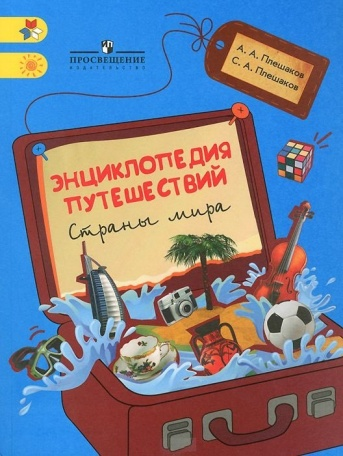 ПРОСВЕЩЕНИЕ
ИЗДАТЕЛЬСТВО
А. А. Плешаков
С. А. Плешаков
ЭНЦИКЛОПЕДИЯ
ПУТЕШЕСТВИЙ
Страны мира